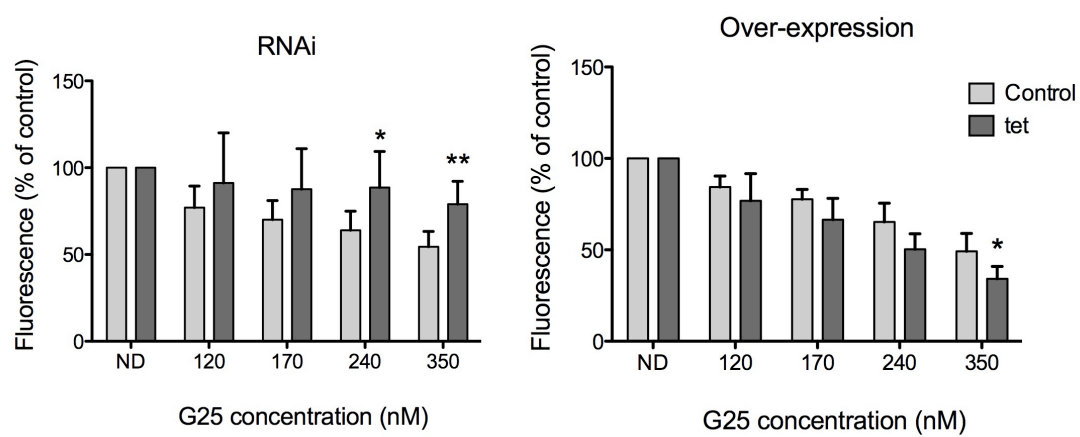 RNAi
Fluorescence (% of control)
150
100
50
0
*
**
ND 120 170 240 350
G25 concentration (nM)
Over-expression
Fluorescence (% of control)
150
100
50
0
*
Control
tet
ND 120 170 240 350
G25 concentration (nM)